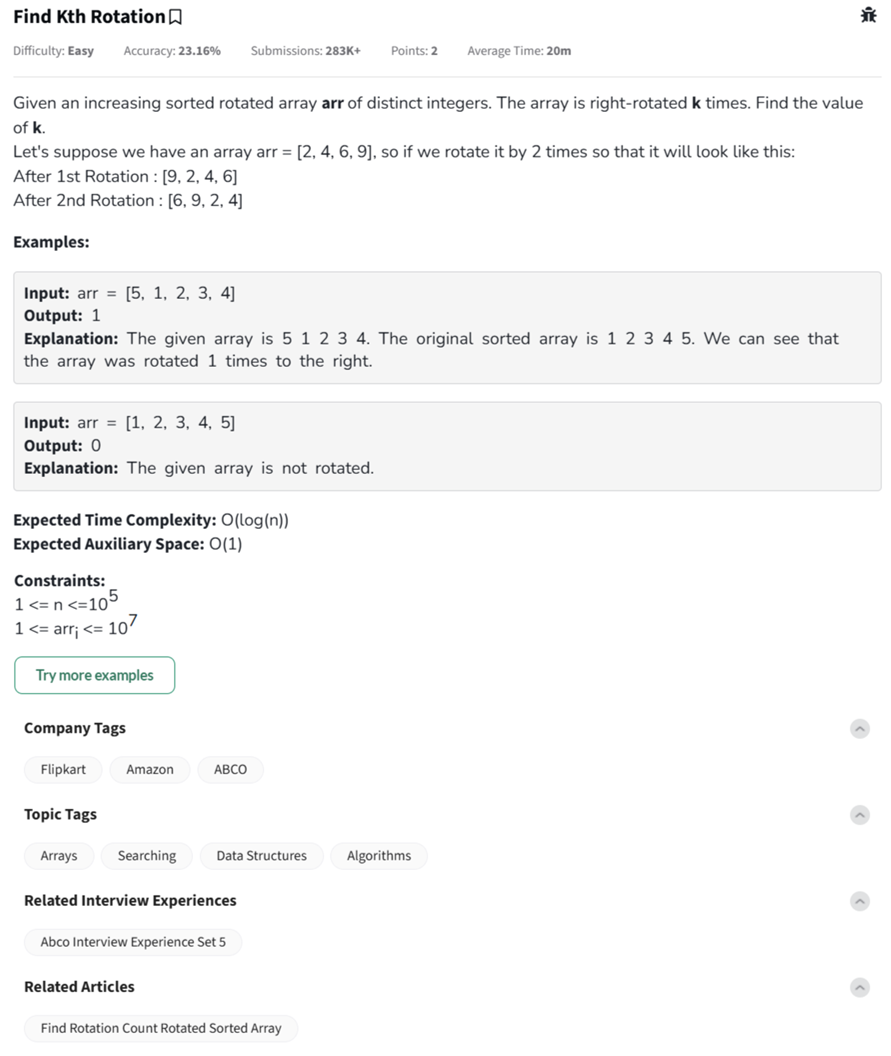 Find Kth Rotation
Difficulty: Easy Accuracy: 23.16% Submissions: 283K+ Points: 2 Average Time: 20m
Given an increasing sorted rotated array arr of distinct integers. The array is right-rotated k times. Find the value
of k.
Let's suppose we have an array arr = [2, 4, 6, 9], so if we rotate it by 2 times so that it will look like this:
After 1st Rotation : [9, 2, 4, 6]
After 2nd Rotation : [6, 9, 2, 4]
Examples:
Input: arr = [5, 1, 2, 3, 4]
Output: 1
Explanation: The given array is 5 1 2 3 4. The original sorted array is 1 2 3 4 5. We can see that
the array was rotated 1 times to the right.
Input: arr = [1, 2, 3, 4, 5]
Output: 0
Explanation: The given array is not rotated.
Expected Time Complexity: O(log(n))
Expected Auxiliary Space: O(1)
Constraints:
1 <= n <=10⁵
1 <= arrᵢ <= 10⁷
Try more examples
Company Tags
Flipkart Amazon ABCO
Topic Tags
Arrays Searching Data Structures Algorithms
Related Interview Experiences
Abco Interview Experience Set 5
Related Articles
Find Rotation Count Rotated Sorted Array